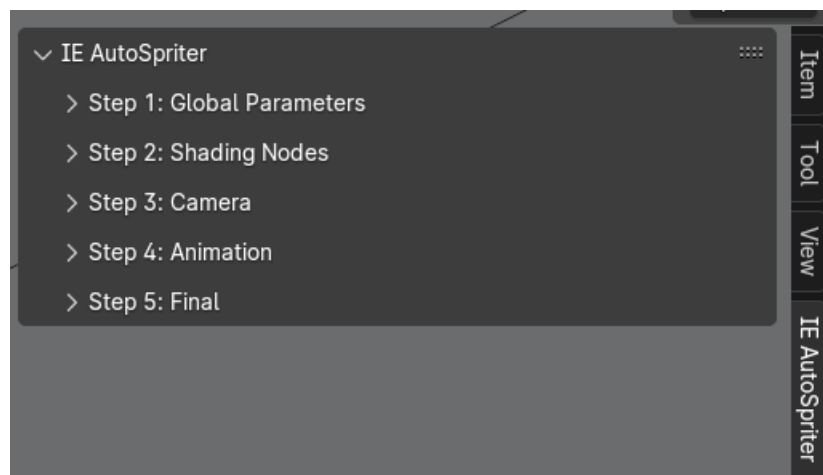 IE AutoSpriter
Step 1: Global Parameters
Step 2: Shading Nodes
Step 3: Camera
Step 4: Animation
Step 5: Final
Item
Tool
View
IE AutoSpriter